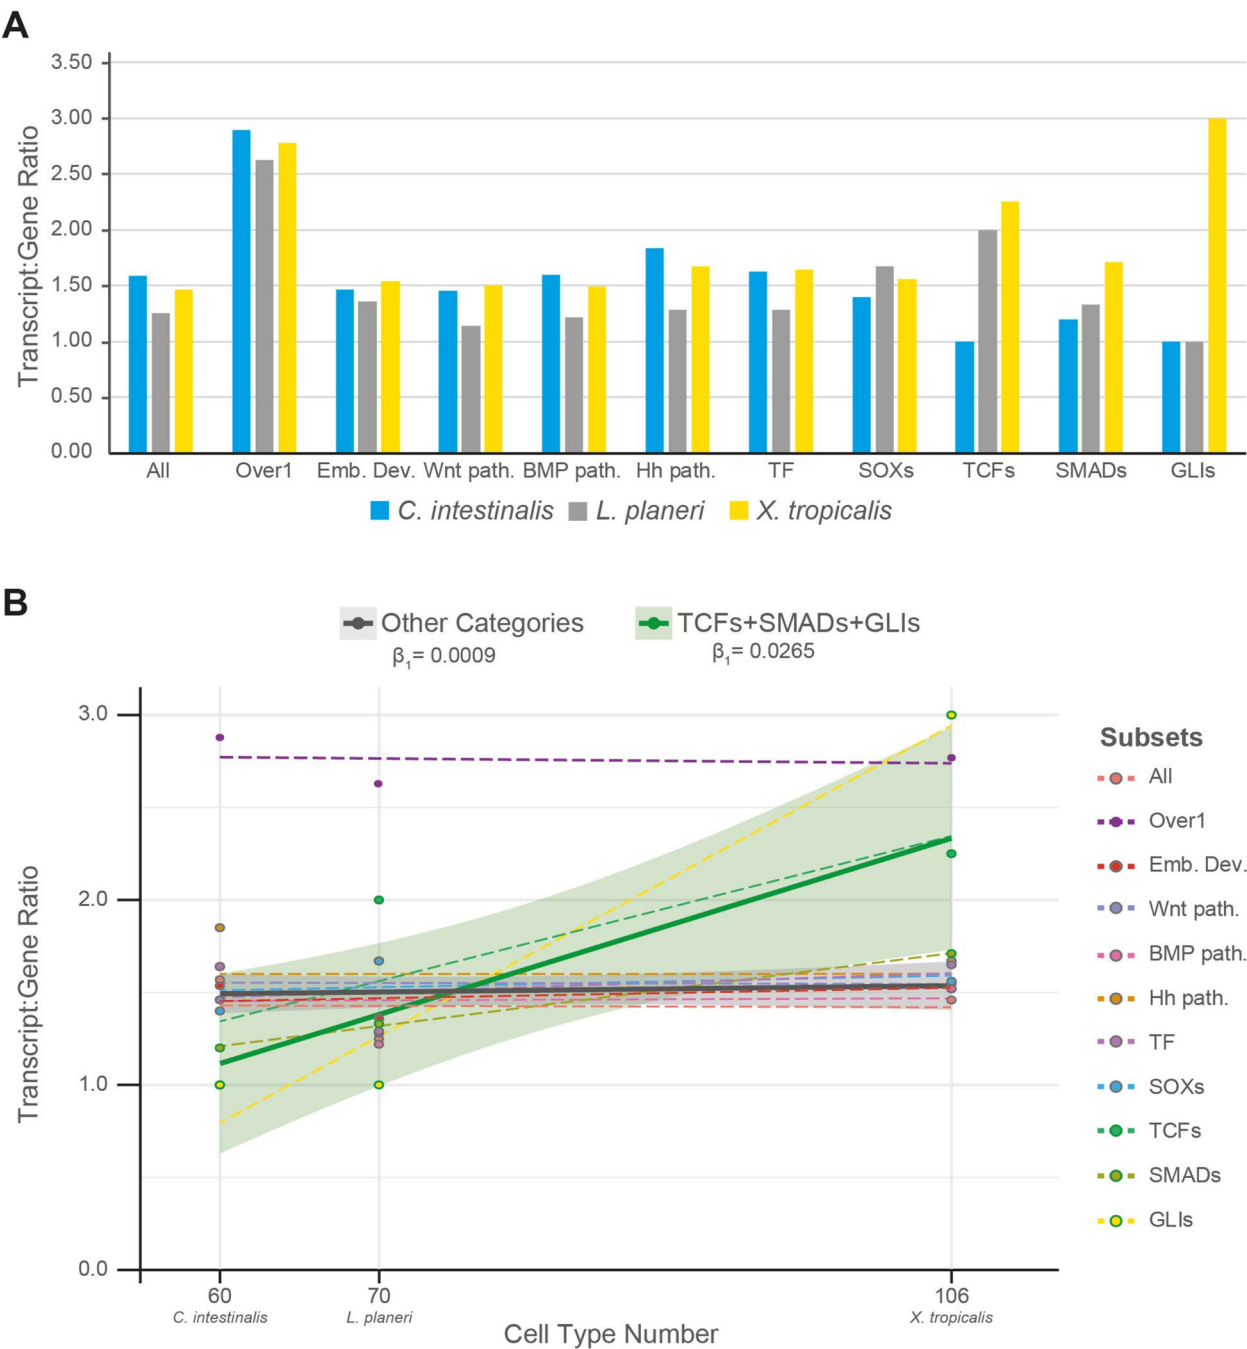 A
Transcript:Gene Ratio
3.50
3.00
2.50
2.00
1.50
1.00
0.50
0.00
All Over1 Emb. Dev. Wnt path. BMP path. Hh path. TF SOXs TCFs SMADs GLIs
C. intestinalis L. planeri X. tropicalis
B
Other Categories TCFs+SMADs+GLIs
β1= 0.0009 β1= 0.0265
Transcript:Gene Ratio
3.0
2.0
1.0
0.0
60 70 106
C. intestinalis L. planeri X. tropicalis
Cell Type Number
Subsets
All
Over1
Emb. Dev.
Wnt path.
BMP path.
Hh path.
TF
SOXs
TCFs
SMADs
GLIs